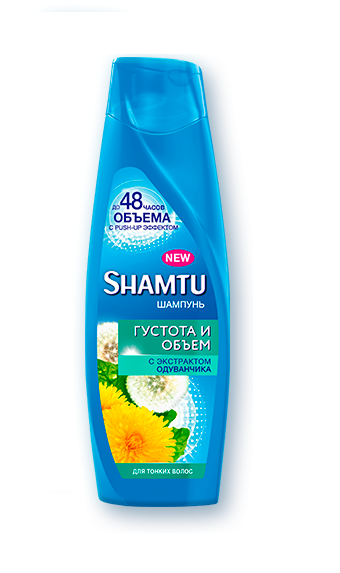 до 48 часов
ОБЪЕМА
с PUSH-UP эффектом
NEW
SHAMTU
ШАМПУНЬ
ГУСТОТА И
ОБЪЕМ
С ЭКСТРАКТОМ
ОДУВАНЧИКА
ДЛЯ ТОНКИХ ВОЛОС